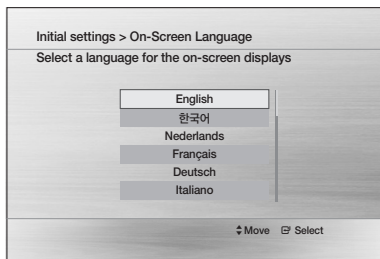 Initial settings > On-Screen Language
Select a language for the on-screen displays
English
한국어
Nederlands
Français
Deutsch
Italiano
Move Select